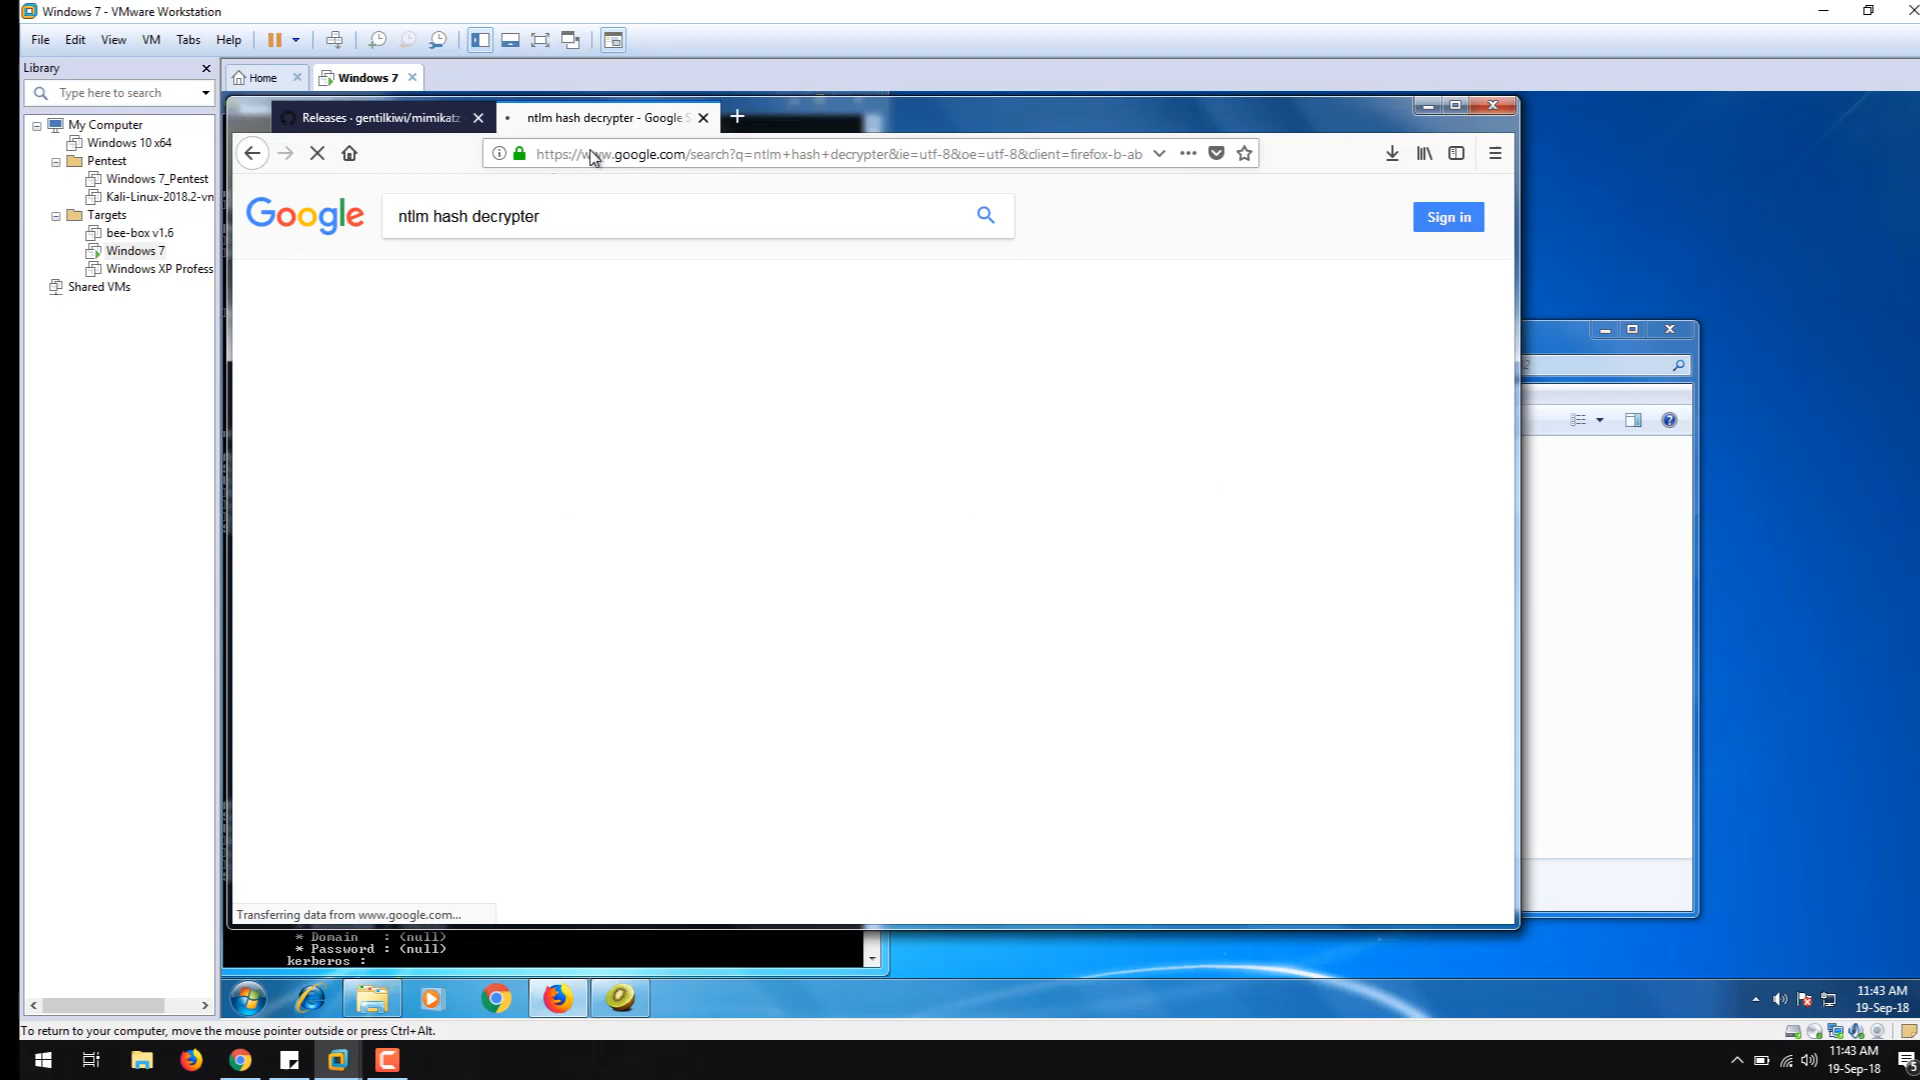 Windows 7 - VMware Workstation
File Edit View VM Tabs Help
Library
Type here to search
My Computer
Windows 10 x64
Pentest
Windows 7_Pentest
Kali-Linux-2018.2-vn
Targets
bee-box v1.6
Windows 7
Windows XP Profess
Shared VMs
Home
Windows 7
Releases · gentilkiwi/mimikatz
ntlm hash decrypter - Google S
https://www.google.com/search?q=ntlm+hash+decrypter&ie=utf-8&oe=utf-8&client=firefox-b-ab
Google
ntlm hash decrypter
Sign in
Transferring data from www.google.com...
* Domain : (null)
* Password : (null)
kerberos :
11:43 AM
19-Sep-18
To return to your computer, move the mouse pointer outside or press Ctrl+Alt.
11:43 AM
19-Sep-18
5